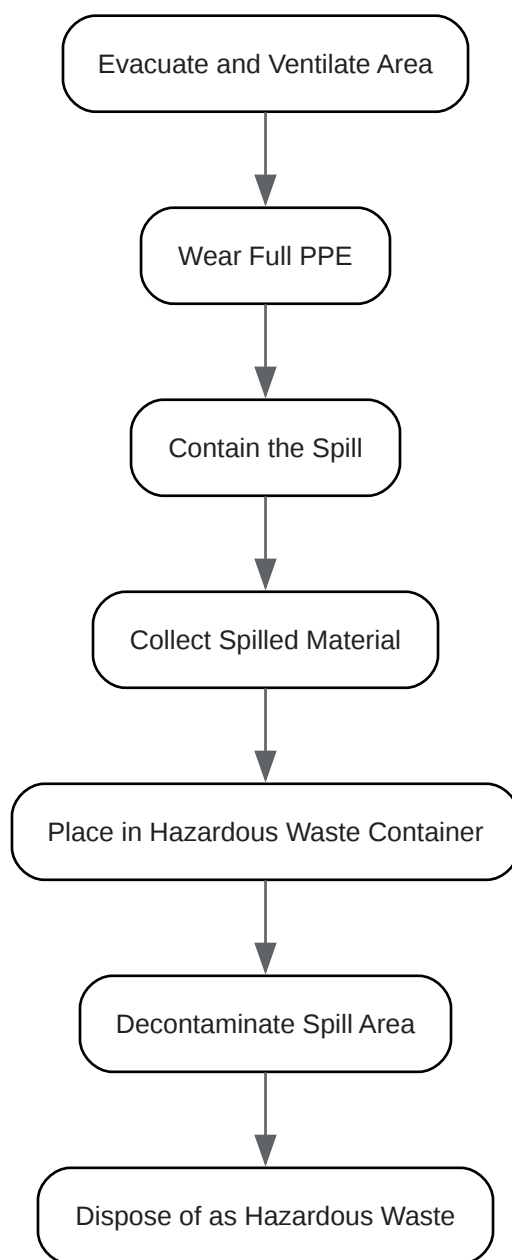 Evacuate and Ventilate Area
Wear Full PPE
Contain the Spill
Collect Spilled Material
Place in Hazardous Waste Container
Decontaminate Spill Area
Dispose of as Hazardous Waste